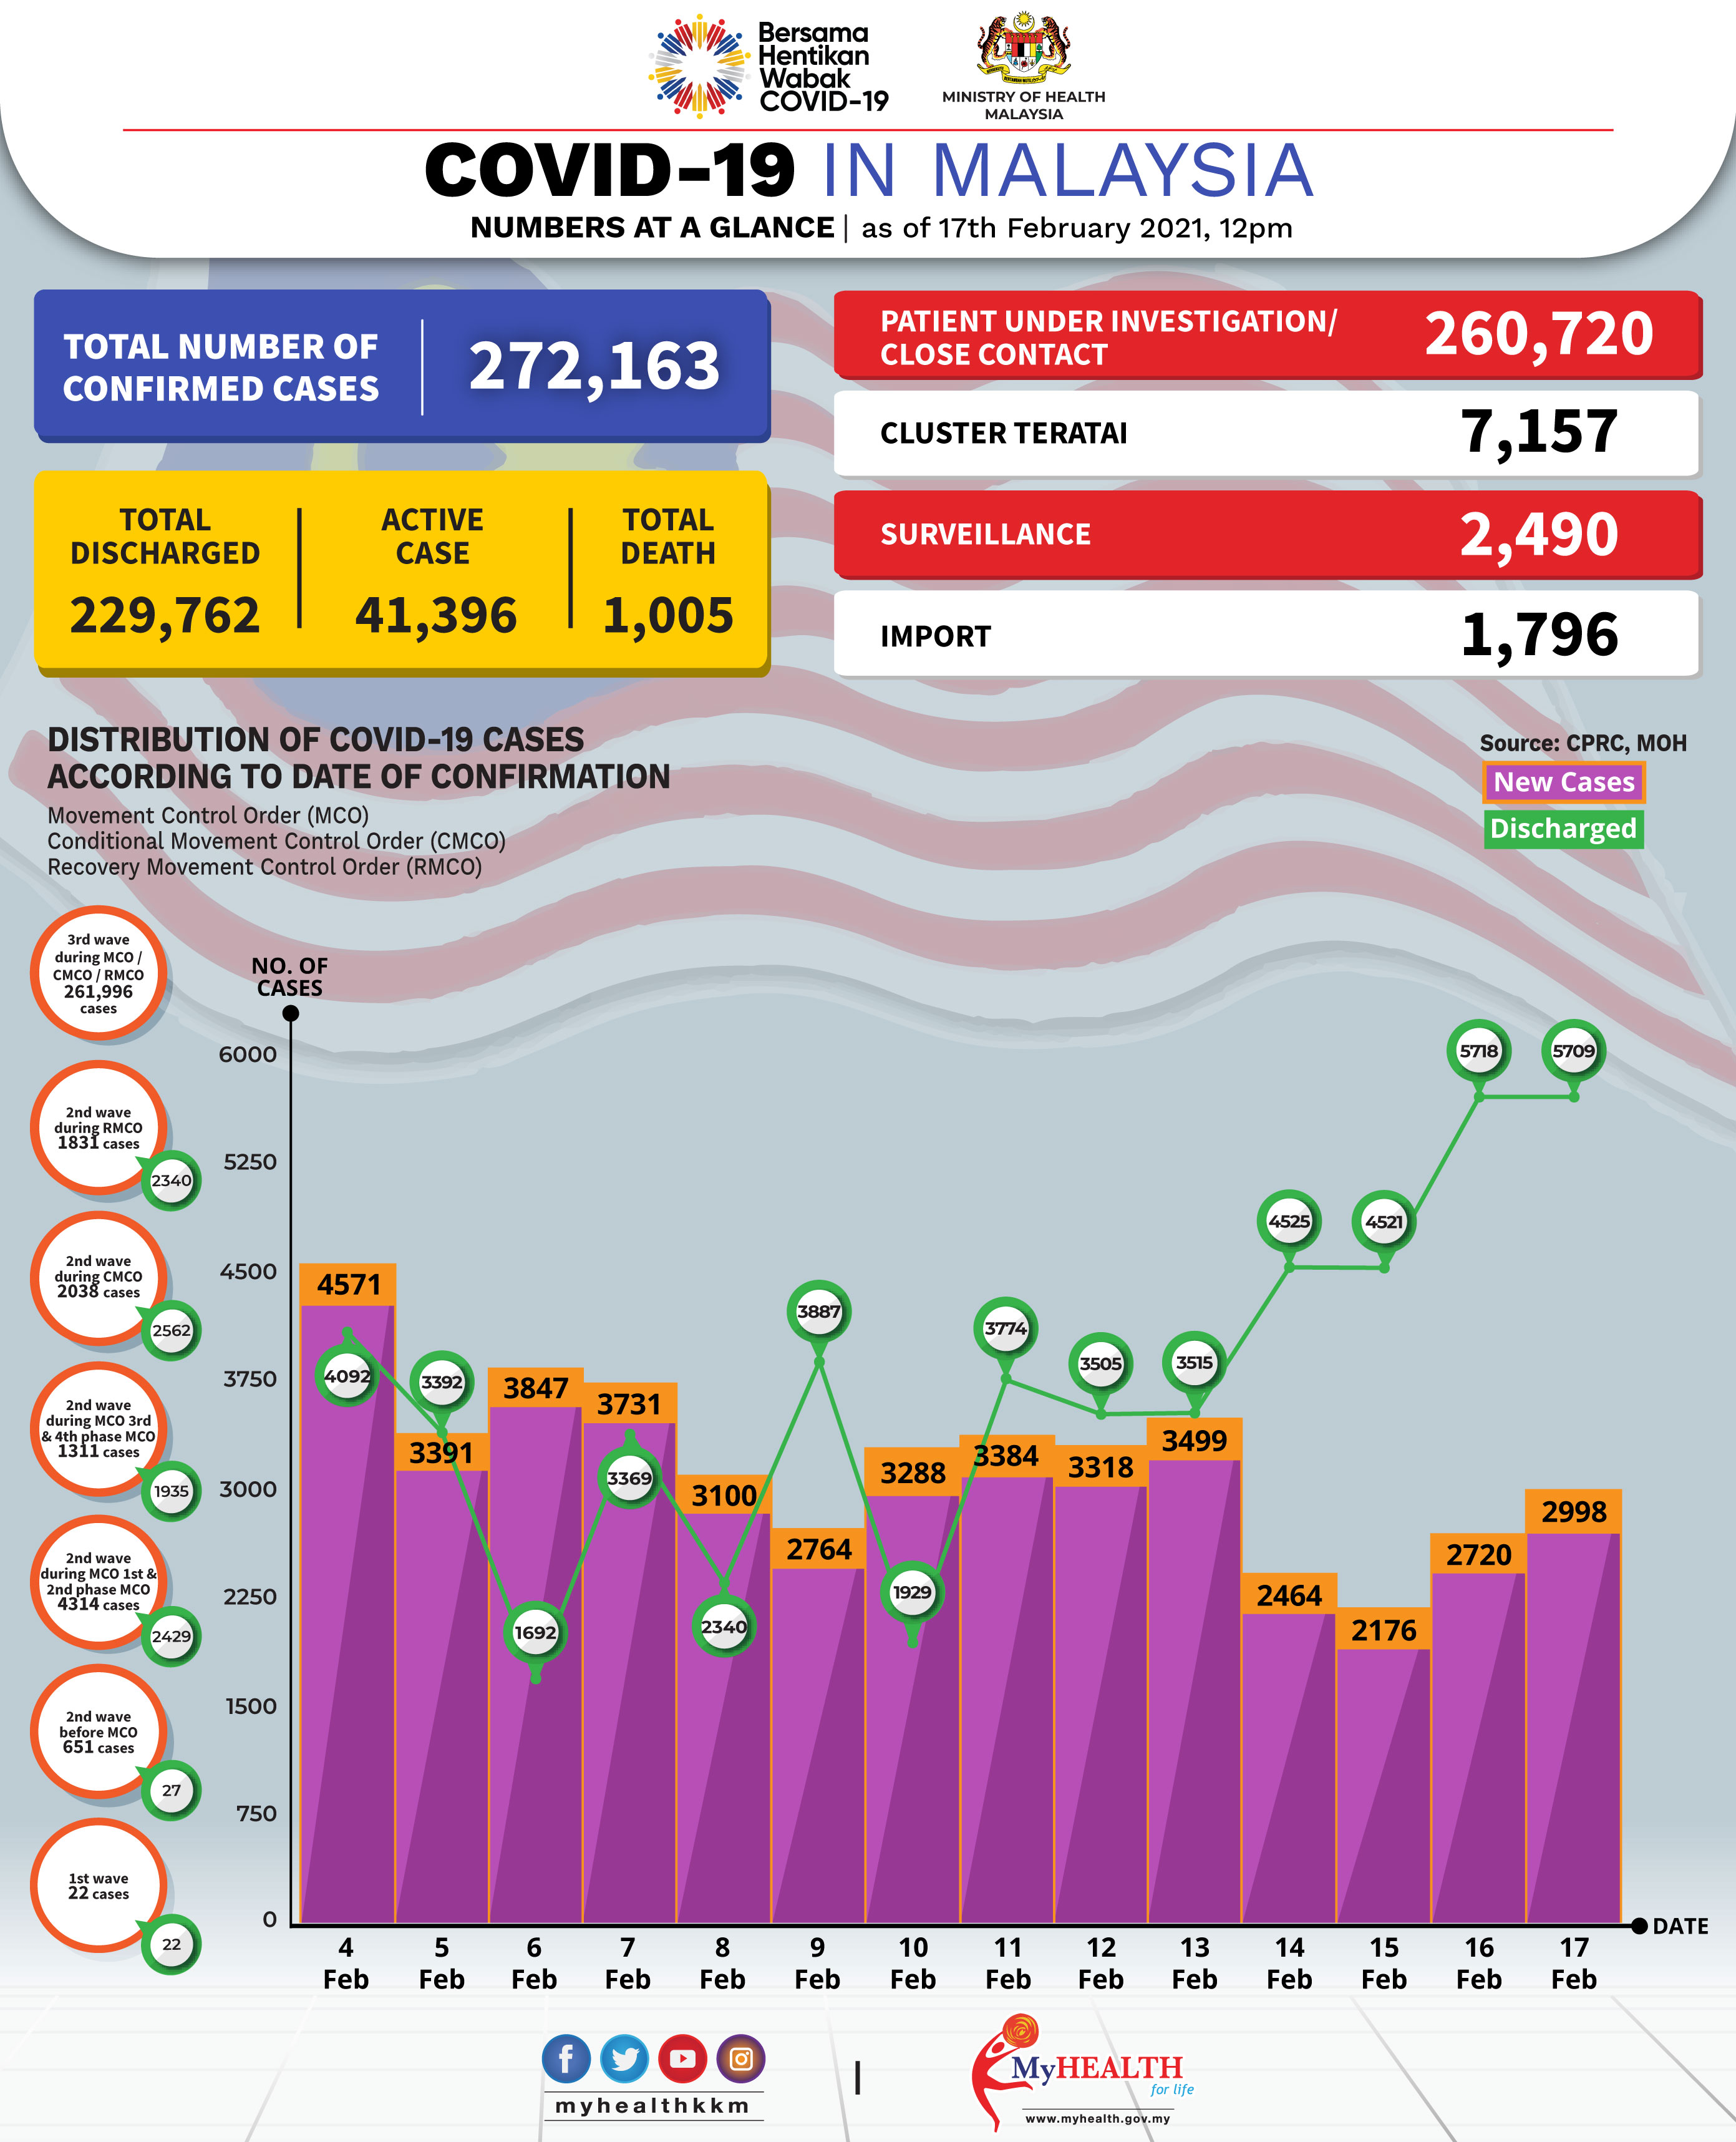 Bersama
Hentikan
Wabak
COVID-19
MINISTRY OF HEALTH
MALAYSIA
COVID-19 IN MALAYSIA
NUMBERS AT A GLANCE | as of 17th February 2021, 12pm
TOTAL NUMBER OF
CONFIRMED CASES
272,163
TOTAL
DISCHARGED
229,762
ACTIVE
CASE
41,396
TOTAL
DEATH
1,005
PATIENT UNDER INVESTIGATION/
CLOSE CONTACT
260,720
CLUSTER TERATAI
7,157
SURVEILLANCE
2,490
IMPORT
1,796
DISTRIBUTION OF COVID-19 CASES
ACCORDING TO DATE OF CONFIRMATION
Movement Control Order (MCO)
Conditional Movement Control Order (CMCO)
Recovery Movement Control Order (RMCO)
Source: CPRC, MOH
New Cases
Discharged
3rd wave
during MCO /
CMCO / RMCO
261,996
cases
2nd wave
during RMCO
1831 cases
2340
2nd wave
during CMCO
2038 cases
2562
2nd wave
during MCO 3rd
& 4th phase MCO
1311 cases
1935
2nd wave
during MCO 1st &
2nd phase MCO
4314 cases
2429
2nd wave
before MCO
651 cases
27
1st wave
22 cases
22
NO. OF
CASES
6000
5250
4500
3750
3000
2250
1500
750
0
4571
3391
3847
3731
3100
2764
3288
3384
3318
3499
2464
2176
2720
2998
4092
3392
1692
3369
2340
3887
1929
3774
3505
3515
4525
4521
5718
5709
4 Feb
5 Feb
6 Feb
7 Feb
8 Feb
9 Feb
10 Feb
11 Feb
12 Feb
13 Feb
14 Feb
15 Feb
16 Feb
17 Feb
DATE
myhealthkkm
MyHEALTH
for life
www.myhealth.gov.my